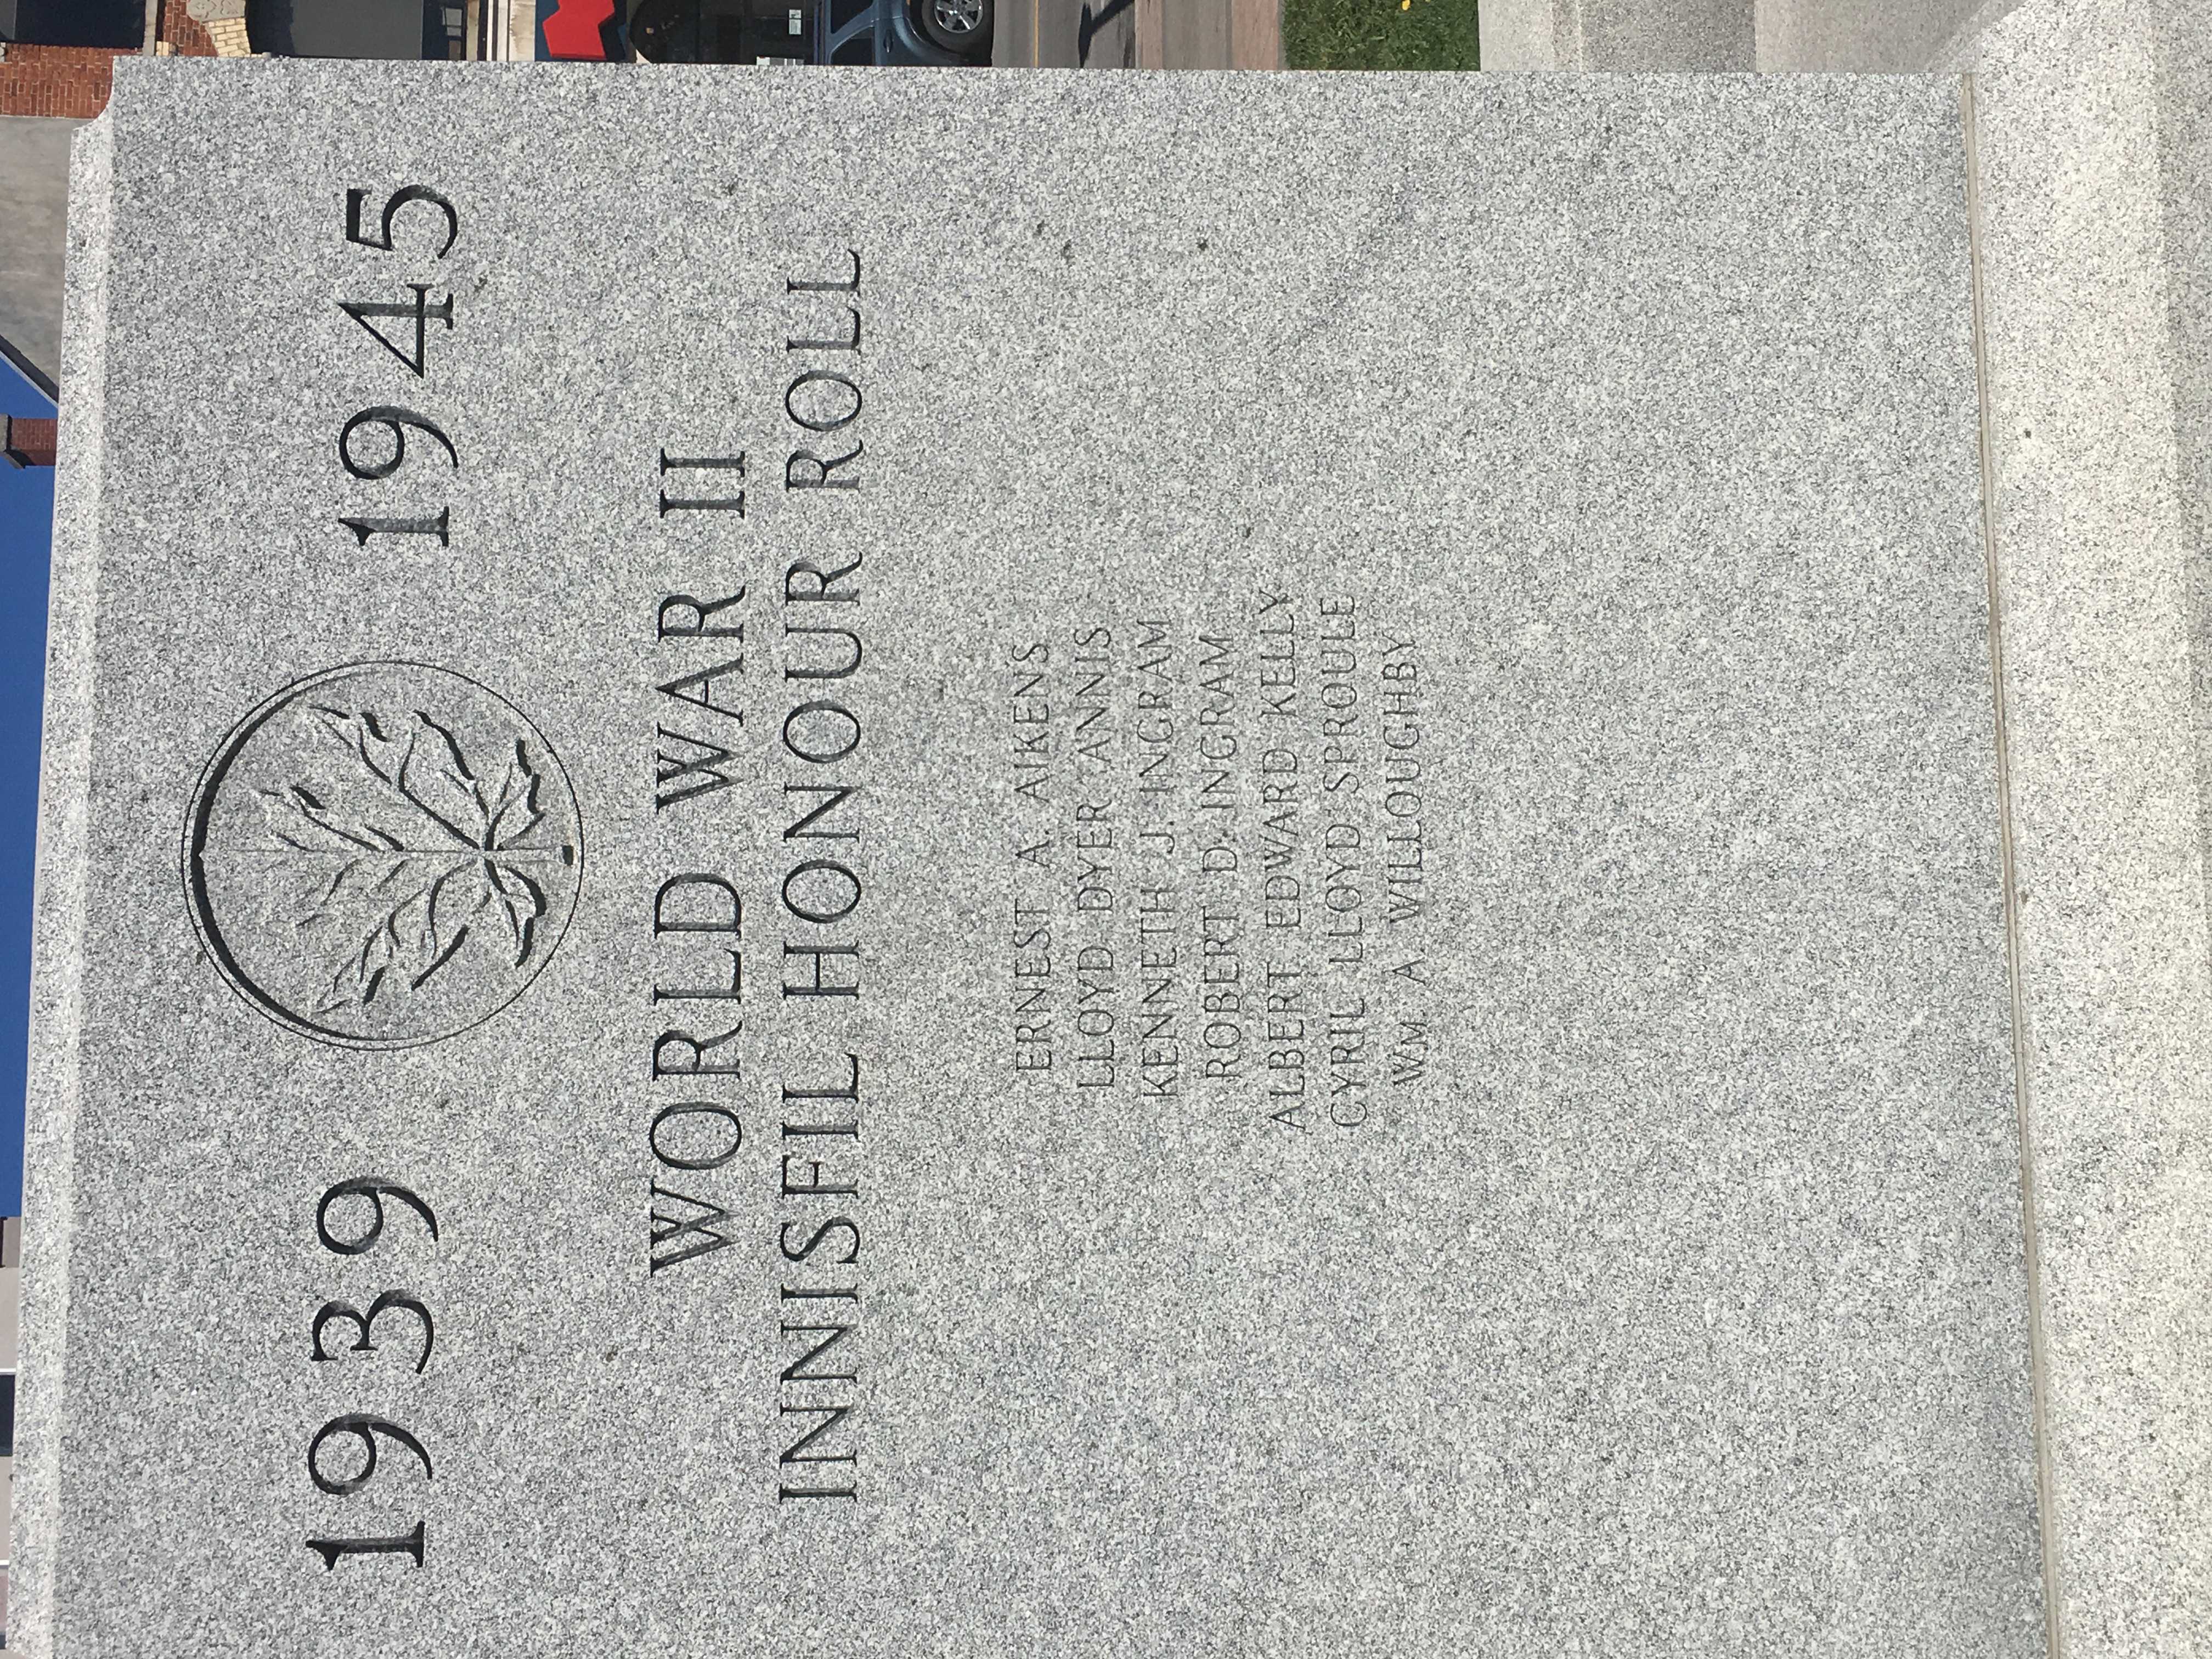 1939 1945
WORLD WAR II
INNISFIL HONOUR ROLL
ERNEST A. AIKENS
LLOYD DYER ANNIS
KENNETH J. INGRAM
ROBERT D. INGRAM
ALBERT EDWARD KELLY
CYRIL LLOYD SPROULE
WM. A. WILLOUGHBY